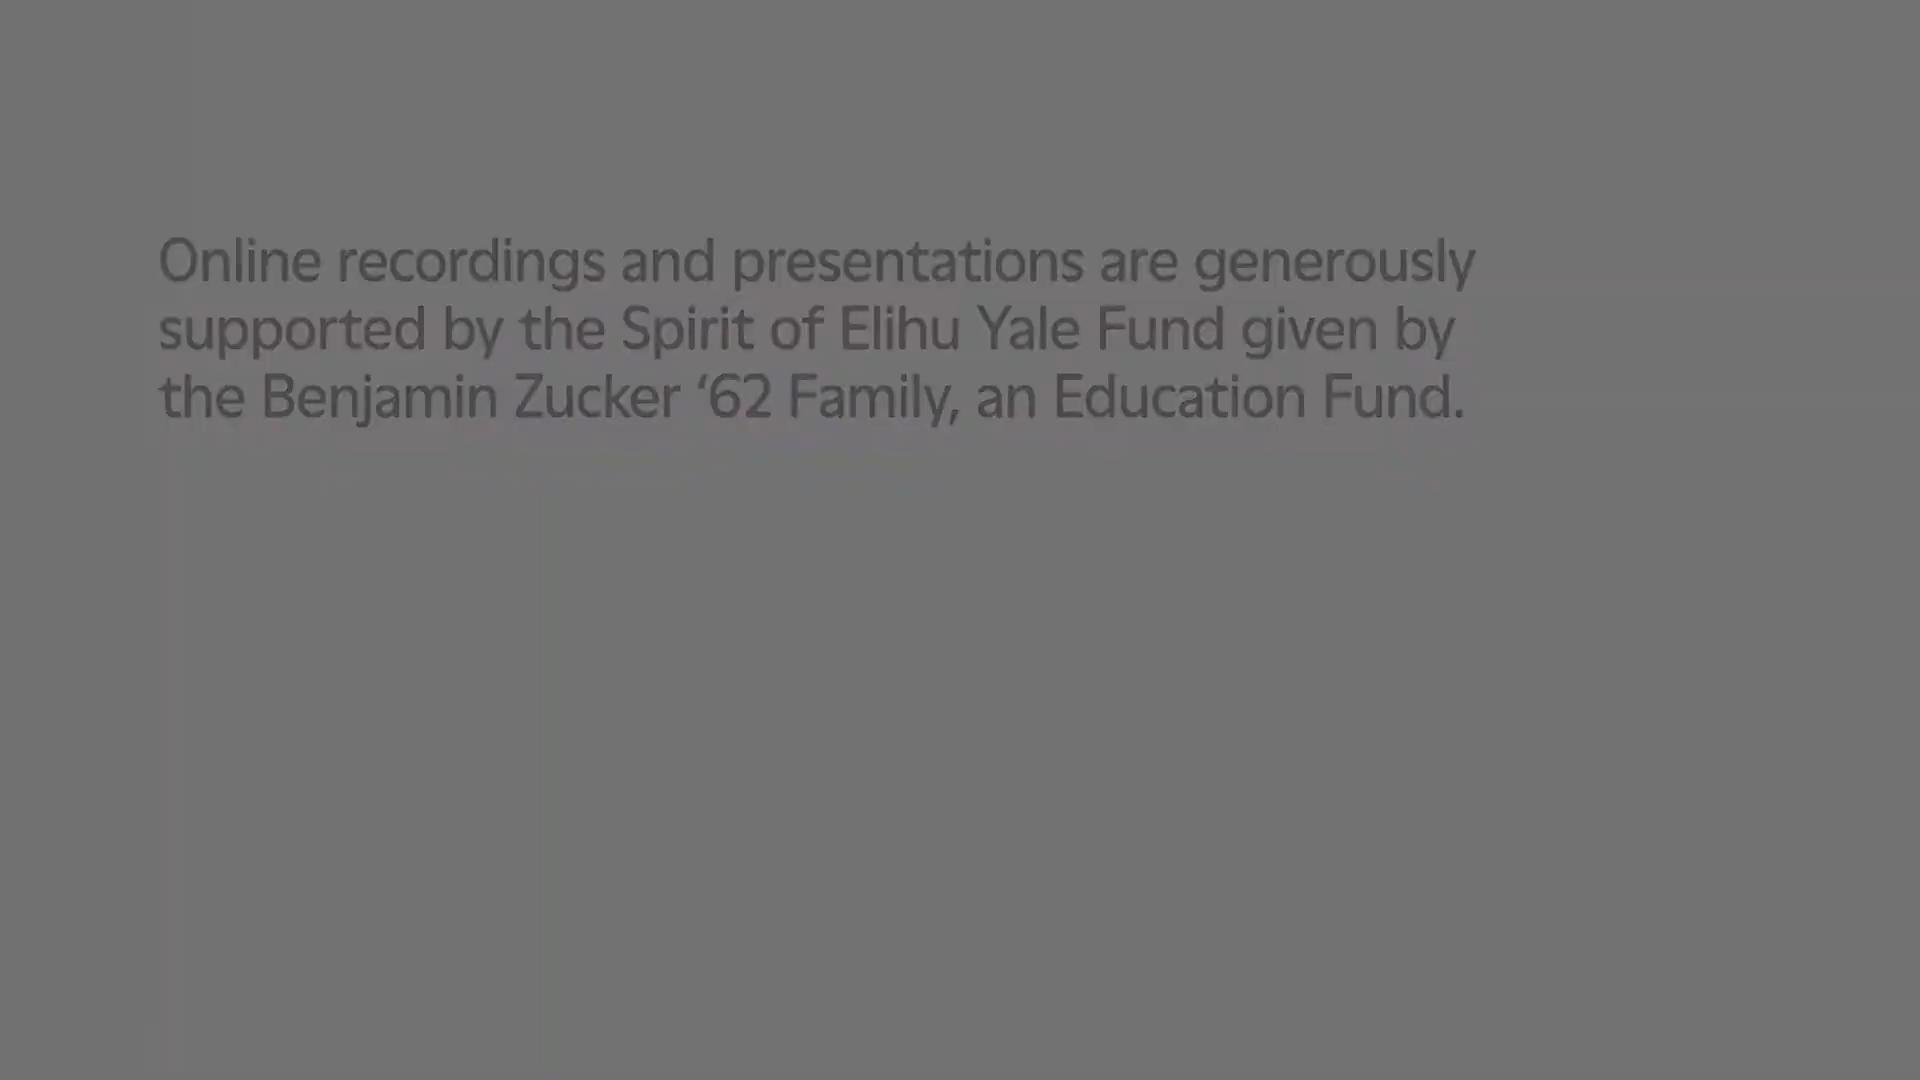 Online recordings and presentations are generously
supported by the Spirit of Elihu Yale Fund given by
the Benjamin Zucker ‘62 Family, an Education Fund.